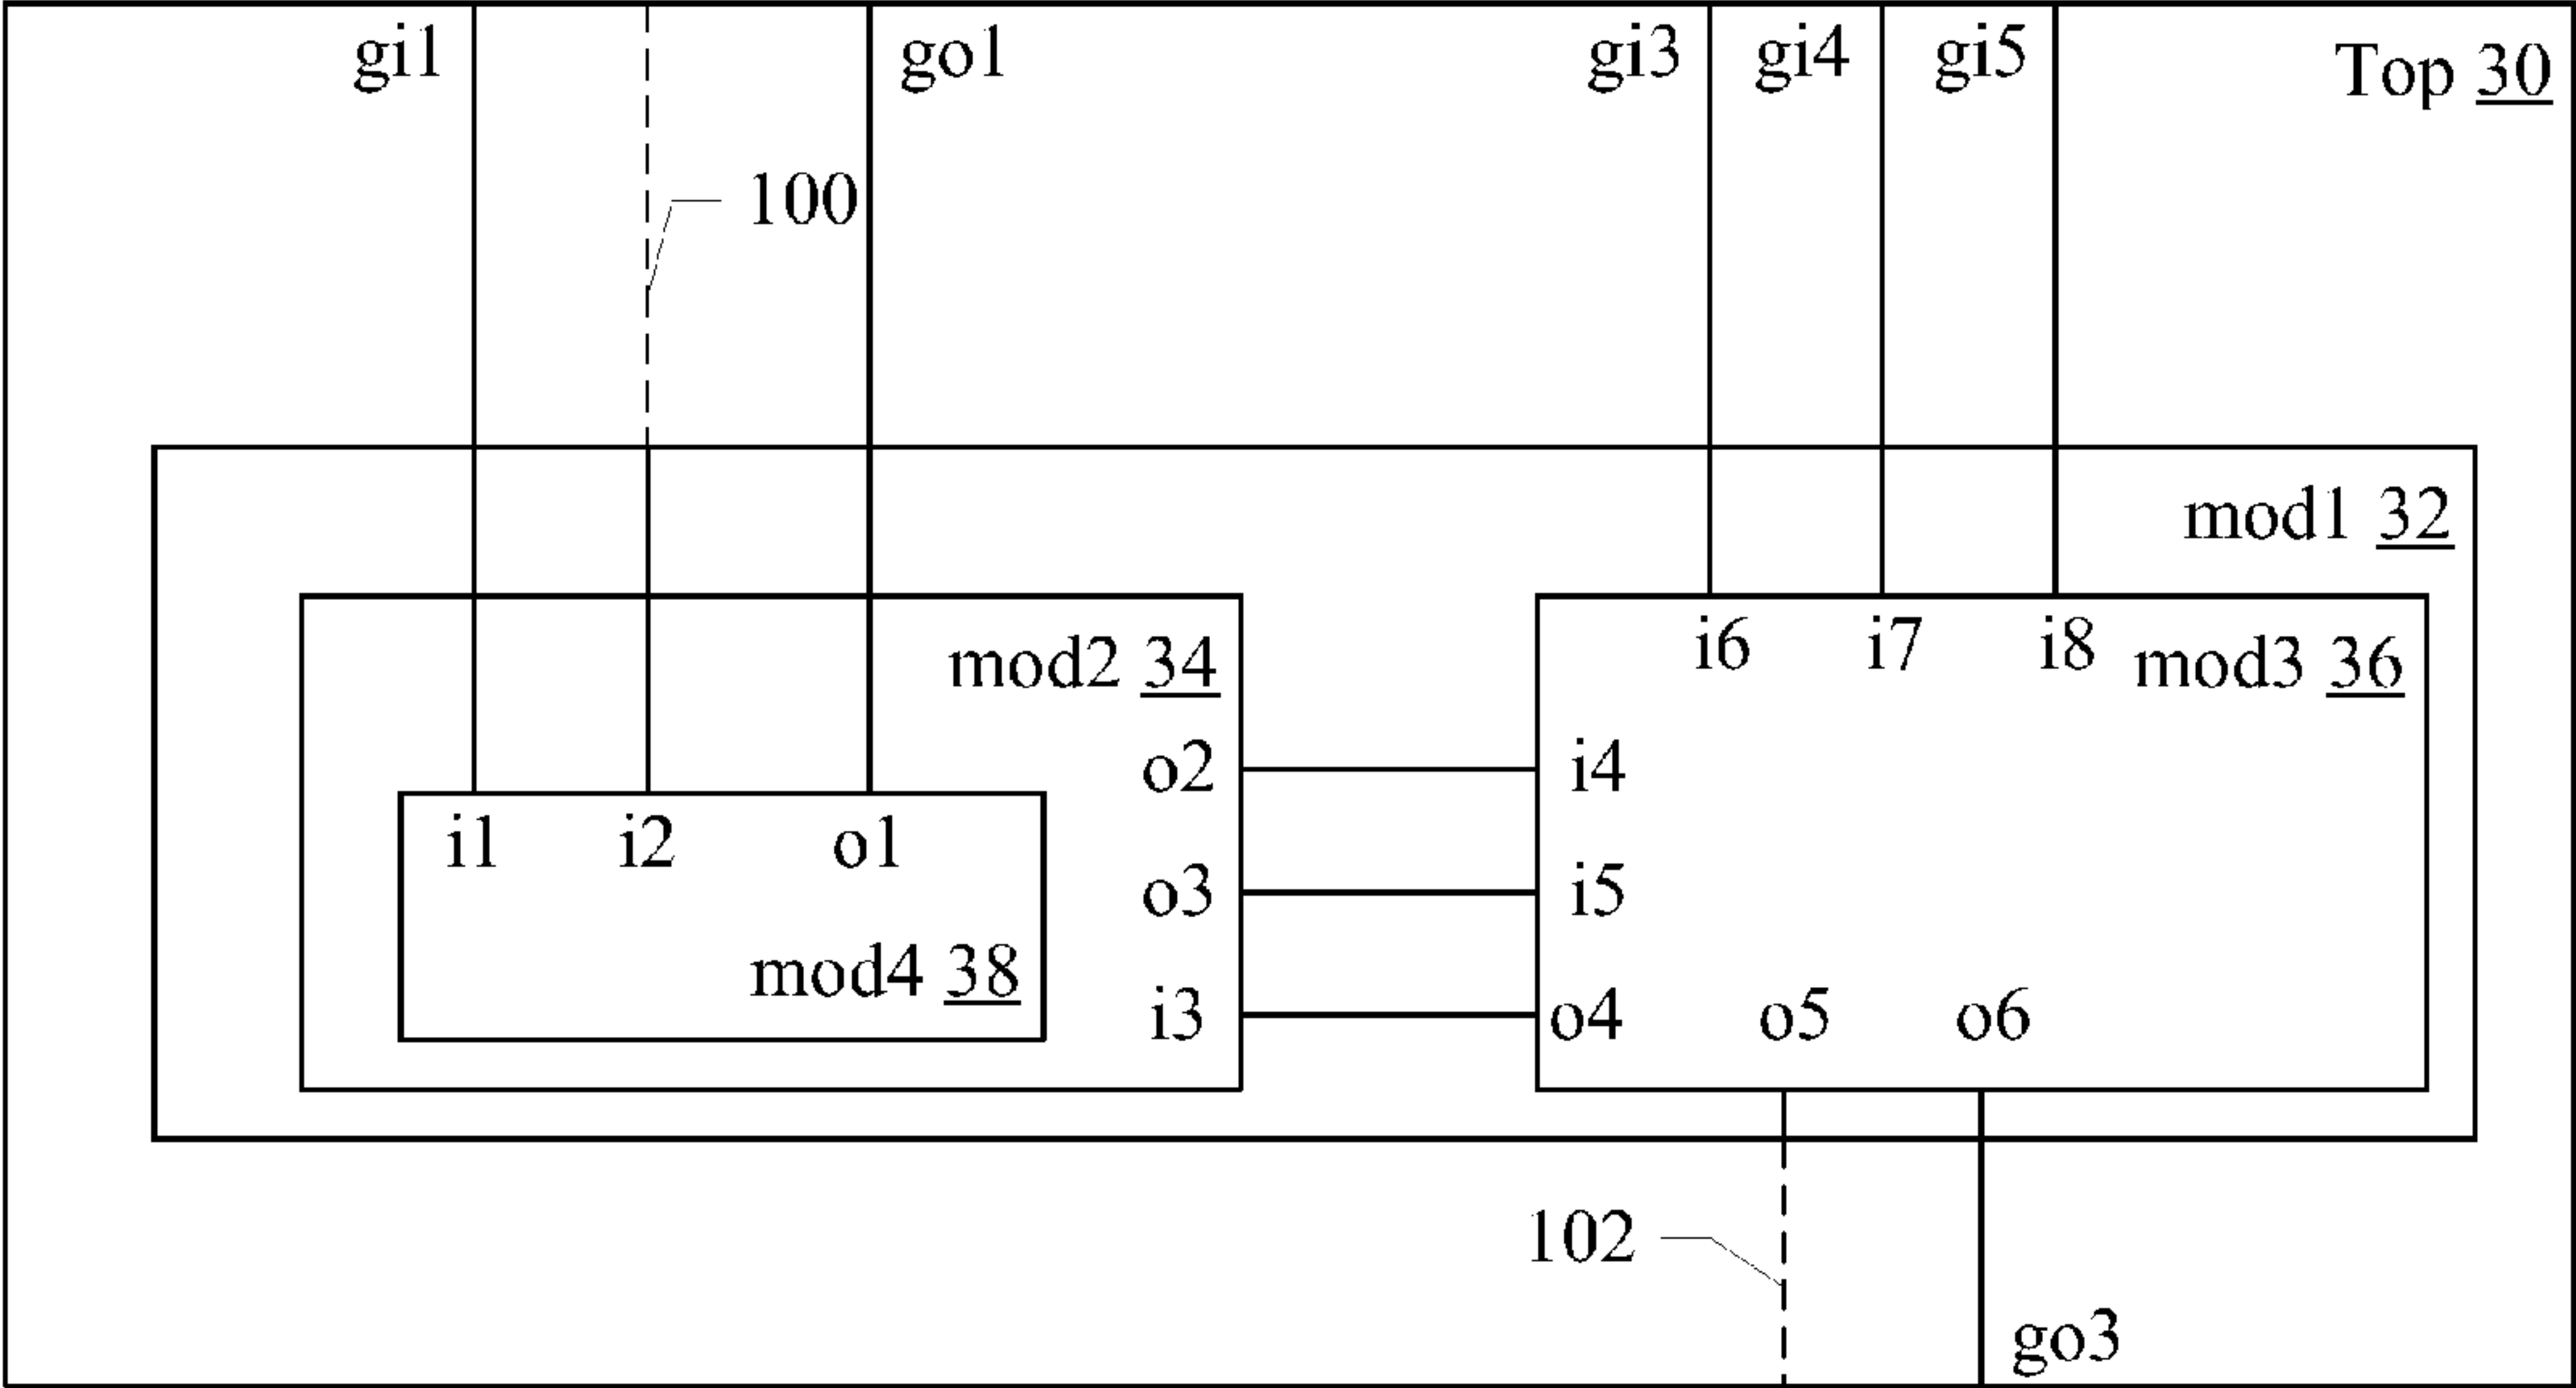 gi1 go1 gi3 gi4 gi5 Top 30
100
mod1 32
mod2 34 i6 i7 i8 mod3 36
o2 i4
i1 i2 o1
o3 i5
mod4 38
i3 o4 o5 o6
102
go3